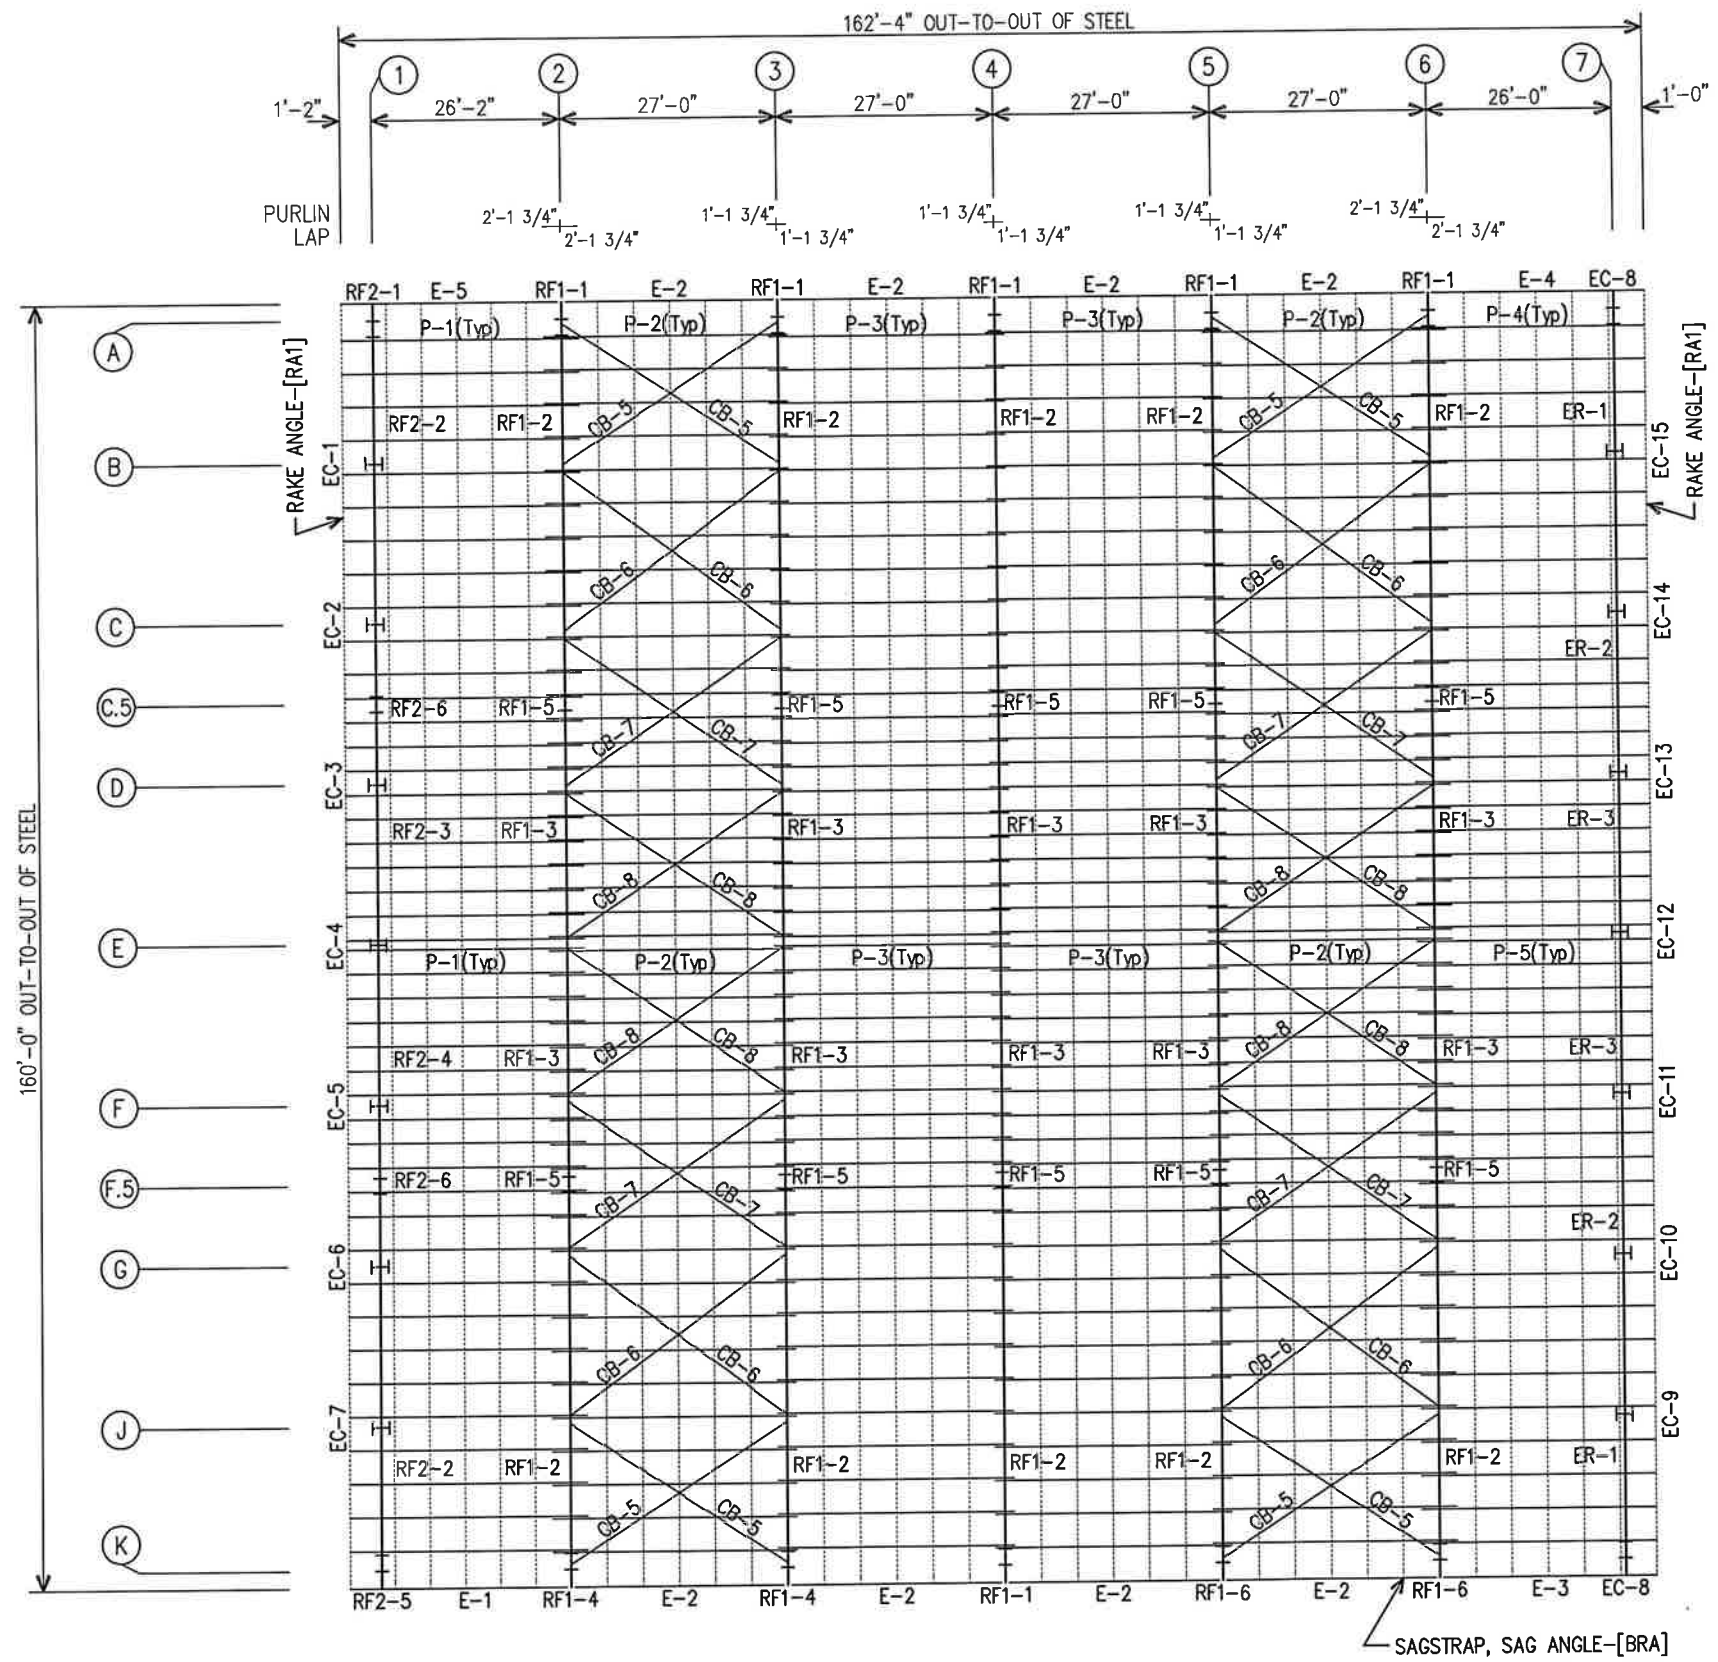 162'-4" OUT-TO-OUT OF STEEL
1 2 3 4 5 6 7
1'-2" 26'-2" 27'-0" 27'-0" 27'-0" 27'-0" 26'-0" 1'-0"
PURLIN LAP
2'-1 3/4" 1'-1 3/4" 1'-1 3/4" 1'-1 3/4" 2'-1 3/4"
2'-1 3/4" 1'-1 3/4" 1'-1 3/4" 1'-1 3/4" 2'-1 3/4"
RF2-1 E-5 RF1-1 E-2 RF1-1 E-2 RF1-1 E-2 RF1-1 E-2 RF1-1 E-4 EC-8
P-1(Typ) P-2(Typ) P-3(Typ) P-3(Typ) P-2(Typ) P-4(Typ)
A
RAKE ANGLE-[RA1]
RAKE ANGLE-[RA1]
RF2-2 RF1-2 CB-5 CB-5 RF1-2 RF1-2 RF1-2 CB-5 CB-5 RF1-2 ER-1
B EC-1 EC-15
CB-6 CB-6 CB-6 CB-6
C EC-2 EC-14
ER-2
C.5 RF2-6 RF1-5 RF1-5 RF1-5 RF1-5 RF1-5
CB-7 CB-7 CB-7 CB-7
D EC-3 EC-13
RF2-3 RF1-3 RF1-3 RF1-3 RF1-3 RF1-3 ER-3
CB-8 CB-8 CB-8 CB-8
E EC-4 EC-12
P-1(Typ) P-2(Typ) P-3(Typ) P-3(Typ) P-2(Typ) P-5(Typ)
160'-0" OUT-TO-OUT OF STEEL
RF2-4 RF1-3 CB-8 CB-8 RF1-3 RF1-3 RF1-3 CB-8 CB-8 RF1-3 ER-3
F EC-5 EC-11
F.5 RF2-6 RF1-5 CB-7 CB-7 RF1-5 RF1-5 RF1-5 CB-7 CB-7 RF1-5
ER-2
G EC-6 EC-10
CB-6 CB-6 CB-6 CB-6
J EC-7 EC-9
RF2-2 RF1-2 RF1-2 RF1-2 RF1-2 RF1-2 ER-1
CB-5 CB-5 CB-5 CB-5
K
RF2-5 E-1 RF1-4 E-2 RF1-4 E-2 RF1-1 E-2 RF1-6 E-2 RF1-6 E-3 EC-8
SAGSTRAP, SAG ANGLE-[BRA]